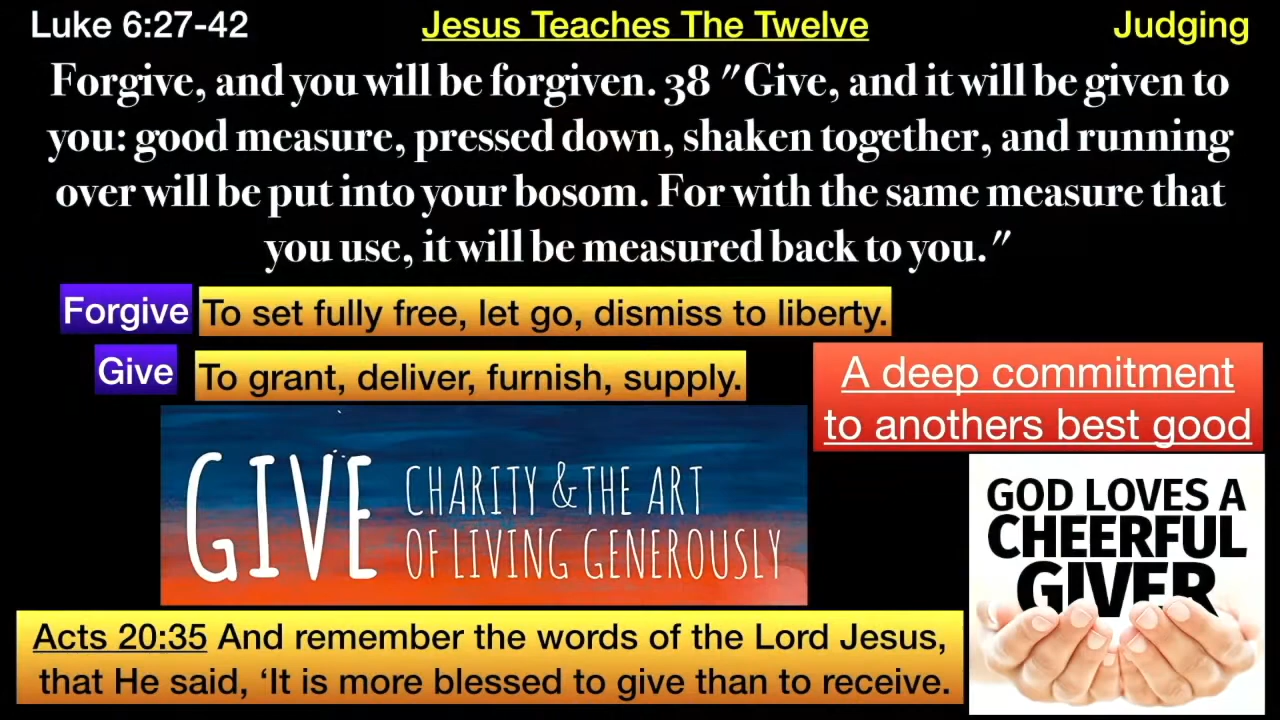 Luke 6:27-42
Jesus Teaches The Twelve
Judging
Forgive, and you will be forgiven. 38 "Give, and it will be given to
you: good measure, pressed down, shaken together, and running
over will be put into your bosom. For with the same measure that
you use, it will be measured back to you."
Forgive To set fully free, let go, dismiss to liberty.
Give To grant, deliver, furnish, supply.
A deep commitment
to anothers best good
GIVE
CHARITY & THE ART
OF LIVING GENEROUSLY
GOD LOVES A
CHEERFUL
GIVER
Acts 20:35 And remember the words of the Lord Jesus,
that He said, ‘It is more blessed to give than to receive.